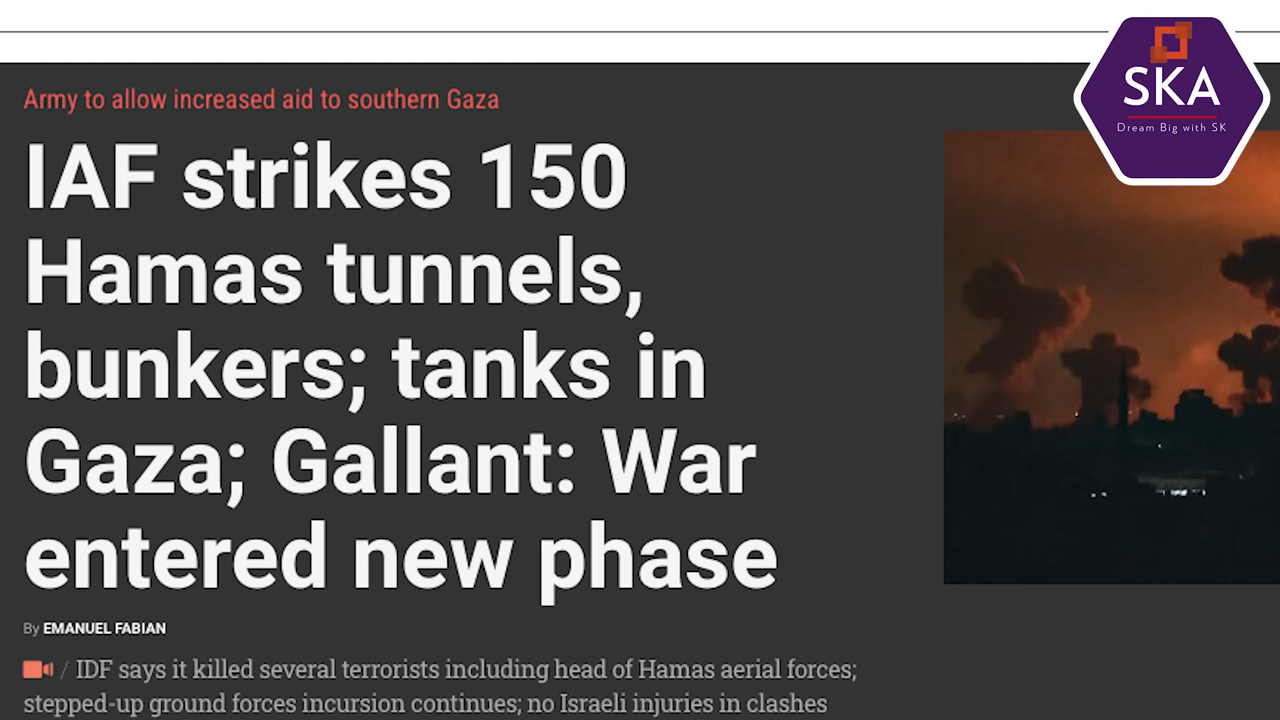 Army to allow increased aid to southern Gaza
IAF strikes 150
Hamas tunnels,
bunkers; tanks in
Gaza; Gallant: War
entered new phase
By EMANUEL FABIAN
/ IDF says it killed several terrorists including head of Hamas aerial forces;
stepped-up ground forces incursion continues; no Israeli injuries in clashes
SKA
Dream Big with SK